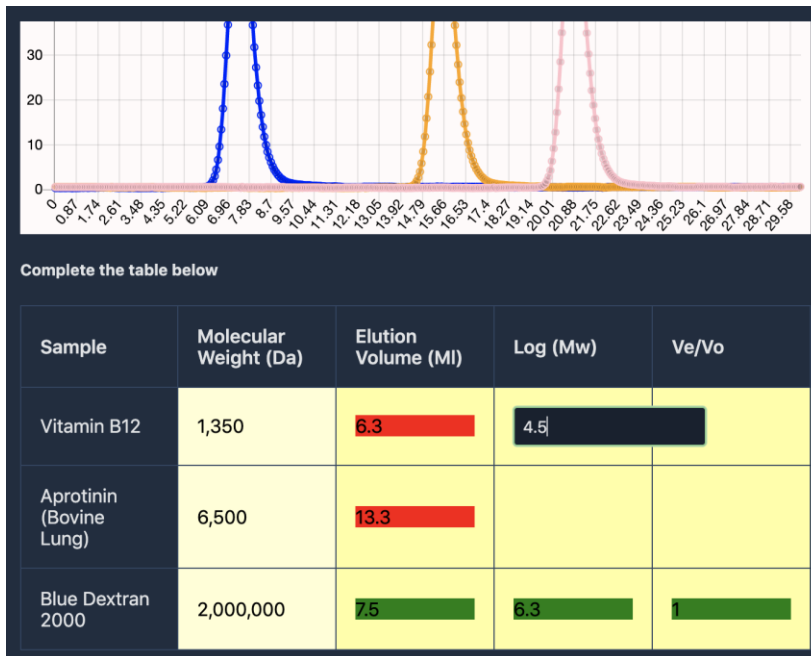 30
20
10
0
0 0.87 1.74 2.61 3.48 4.35 5.22 6.09 6.96 7.83 8.7 9.57 10.44 11.31 12.18 13.05 13.92 14.79 15.66 16.53 17.4 18.27 19.14 20.01 20.88 21.75 22.62 23.49 24.36 25.23 26.1 26.97 27.84 28.71 29.58
Complete the table below
Sample Molecular Weight (Da) Elution Volume (Ml) Log (Mw) Ve/Vo
Vitamin B12 1,350 6.3 4.5
Aprotinin (Bovine Lung) 6,500 13.3
Blue Dextran 2000 2,000,000 7.5 6.3 1